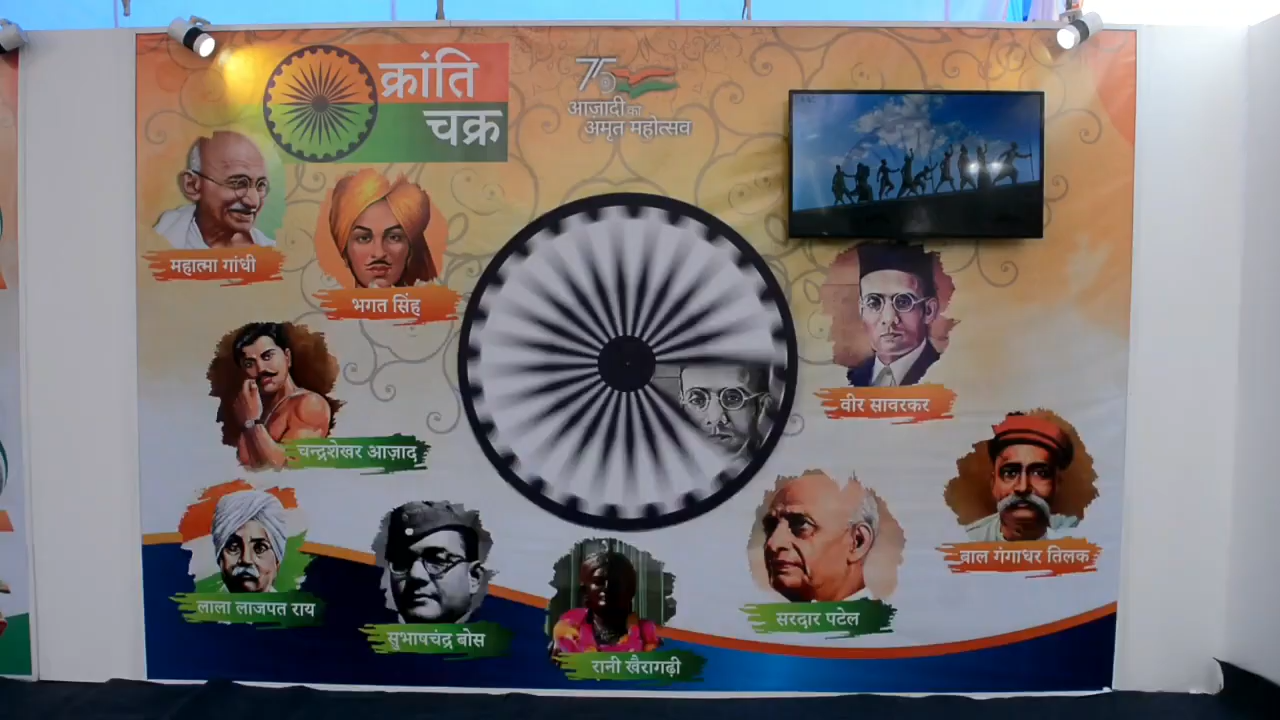 क्रांति
चक्र
75
आज़ादी का
अमृत महोत्सव
महात्मा गांधी
भगत सिंह
वीर सावरकर
चन्द्रशेखर आज़ाद
बाल गंगाधर तिलक
लाला लाजपत राय
सुभाषचंद्र बोस
सरदार पटेल
रानी खैरागढ़ी